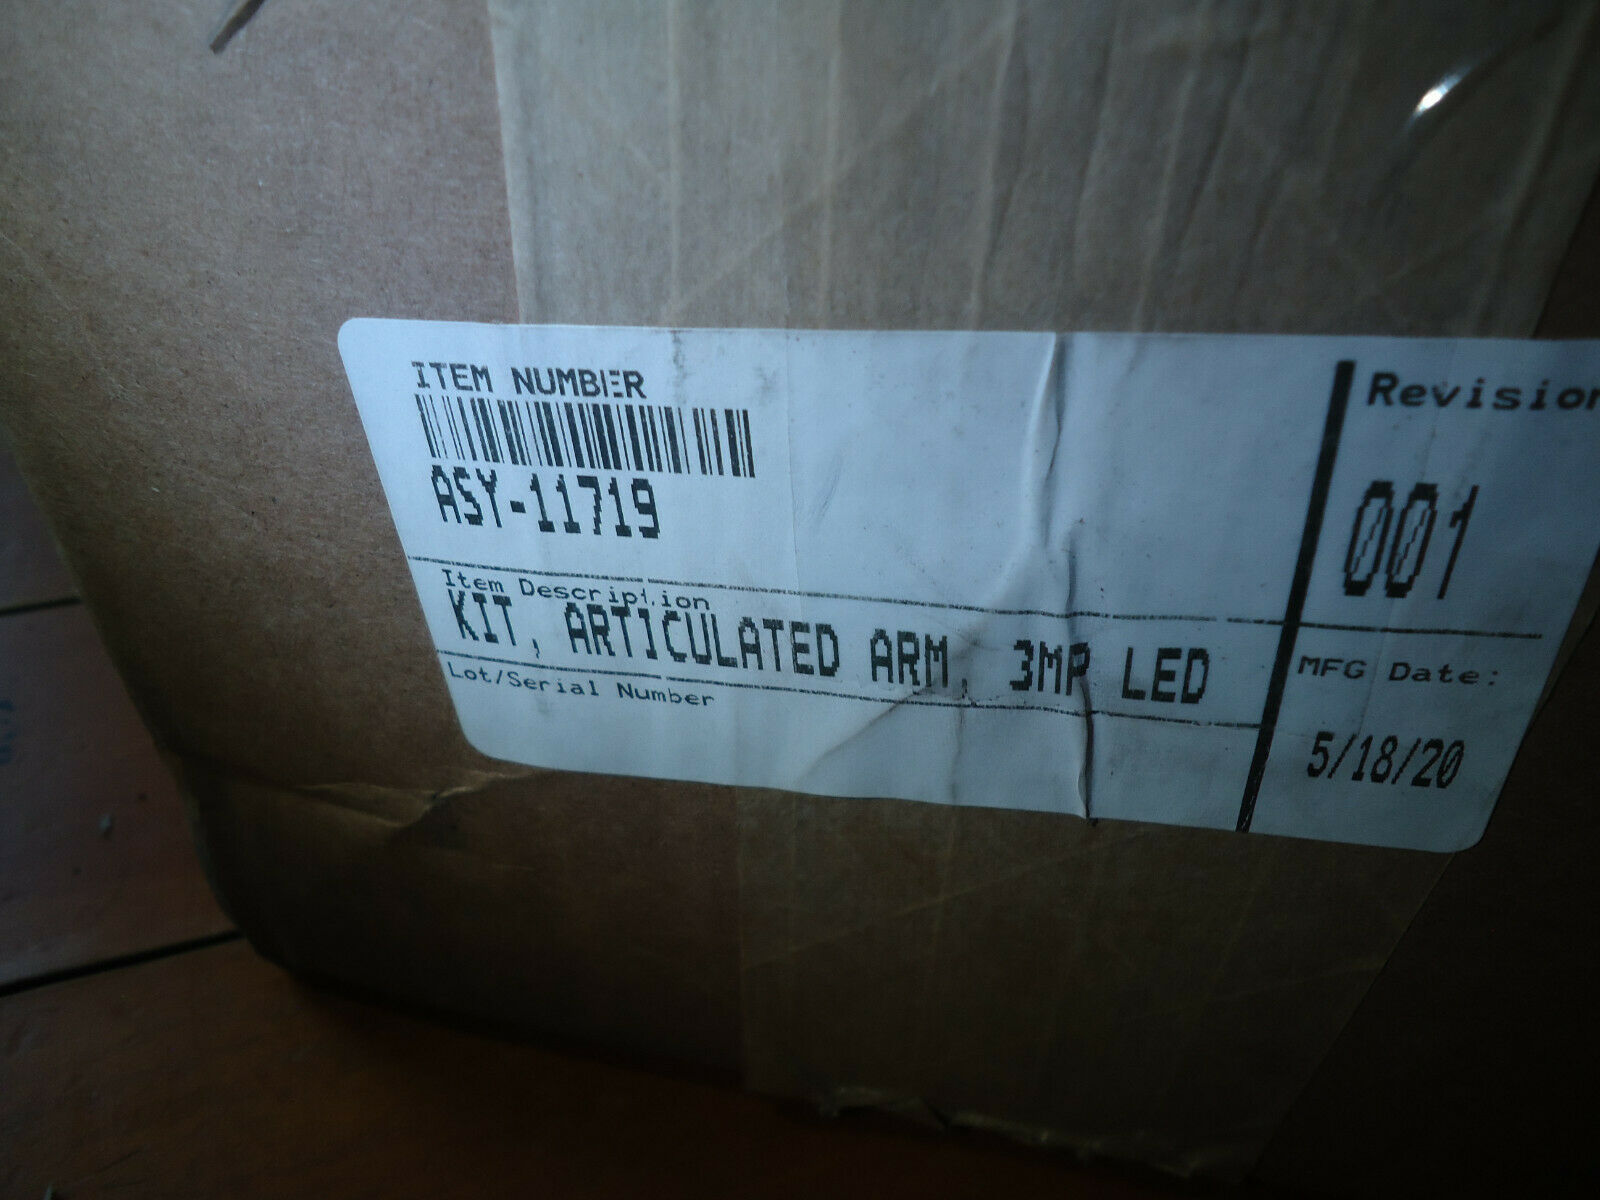 ITEM NUMBER
ASY-11719
Item Description
KIT, ARTICULATED ARM, 3MP LED
Lot/Serial Number
Revision
001
MFG Date:
5/18/20